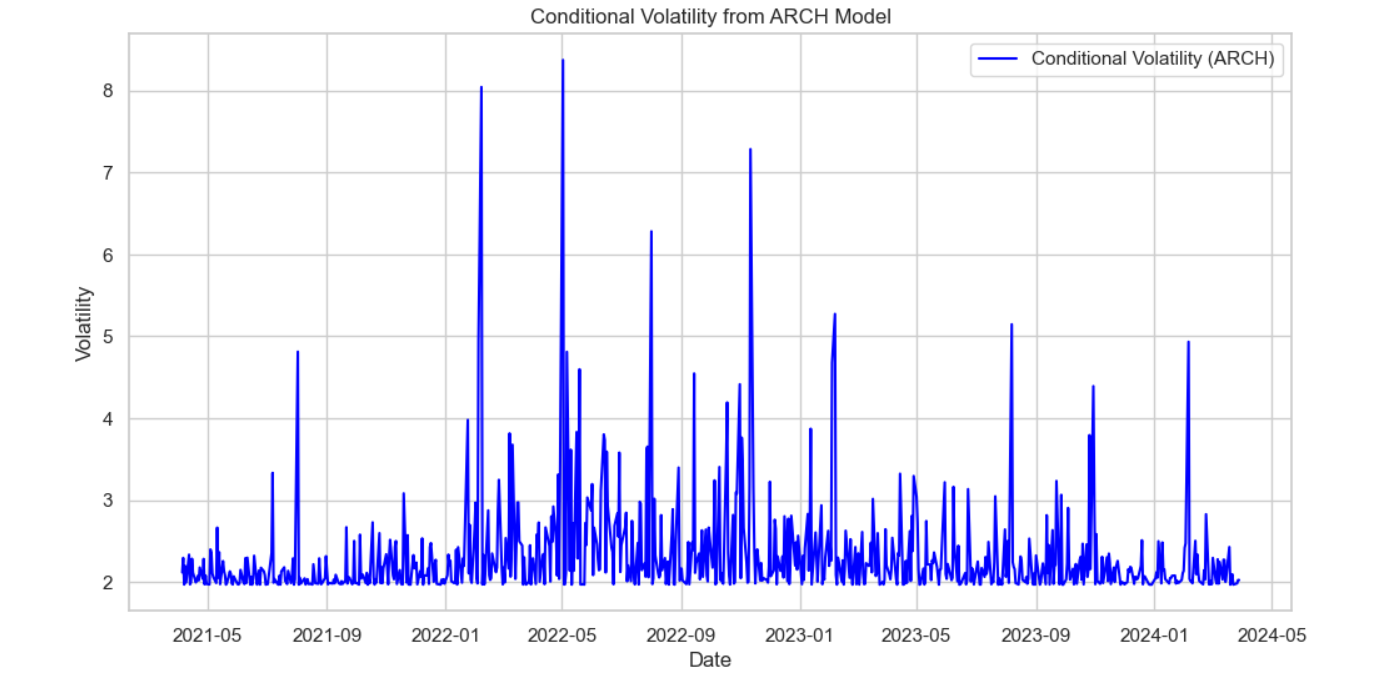 Conditional Volatility from ARCH Model
Conditional Volatility (ARCH)
8
7
6
5
4
3
2
Volatility
2021-05 2021-09 2022-01 2022-05 2022-09 2023-01 2023-05 2023-09 2024-01 2024-05
Date